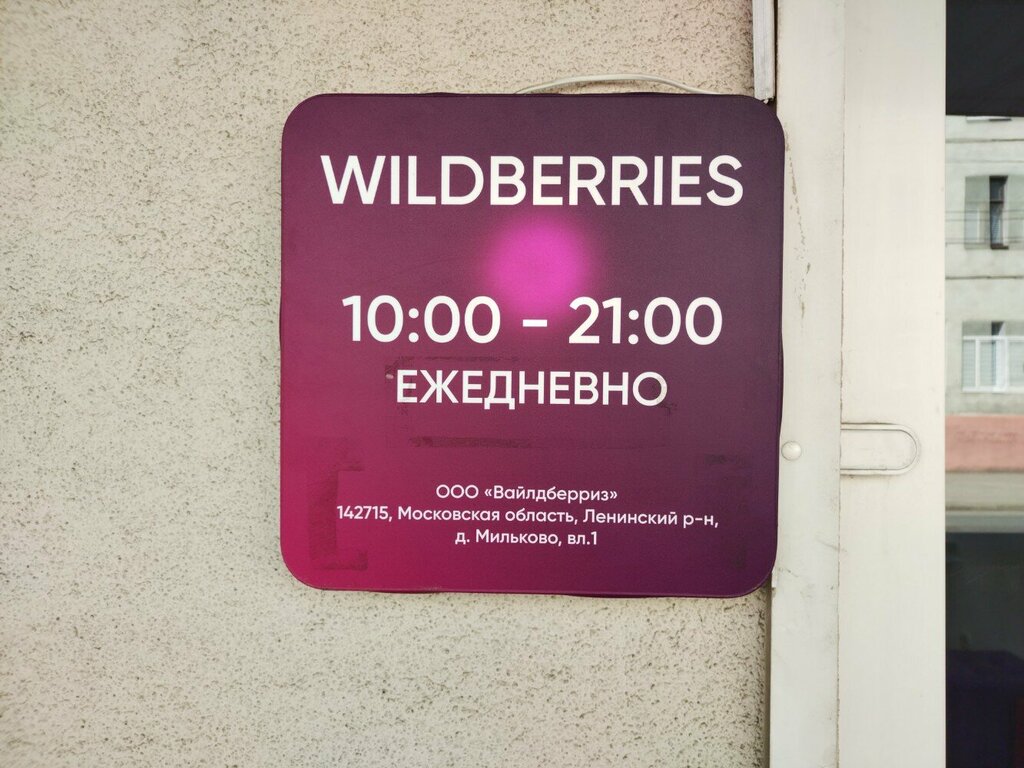 WILDBERRIES
10:00 - 21:00
ЕЖЕДНЕВНО
ООО «Вайлдберриз»
142715, Московская область, Ленинский р-н,
д. Мильково, вл.1